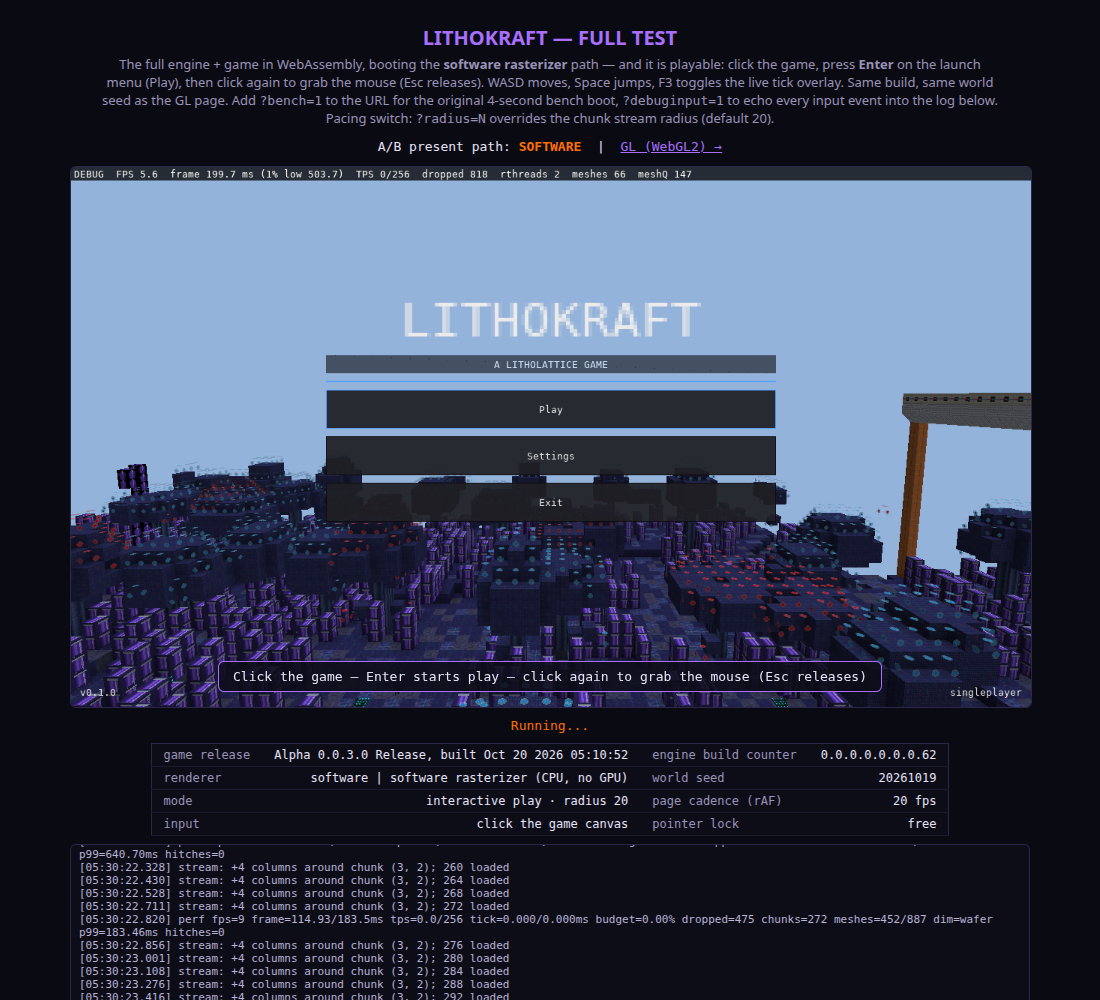 LITHOKRAFT — FULL TEST
The full engine + game in WebAssembly, booting the software rasterizer path — and it is playable: click the game, press Enter on the launch
menu (Play), then click again to grab the mouse (Esc releases). WASD moves, Space jumps, F3 toggles the live tick overlay. Same build, same world
seed as the GL page. Add ?bench=1 to the URL for the original 4-second bench boot, ?debuginput=1 to echo every input event into the log below.
Pacing switch: ?radius=N overrides the chunk stream radius (default 20).
A/B present path: SOFTWARE | GL (WebGL2) →
DEBUG FPS 5.6 frame 199.7 ms (1% low 503.7) TPS 0/256 dropped 818 rthreads 2 meshes 66 meshQ 147
LITHOKRAFT
A LITHOLATTICE GAME
Play
Settings
Exit
Click the game — Enter starts play — click again to grab the mouse (Esc releases)
v0.1.0
singleplayer
Running...
game release Alpha 0.0.3.0 Release, built Oct 20 2026 05:10:52 engine build counter 0.0.0.0.0.0.0.62
renderer software | software rasterizer (CPU, no GPU) world seed 20261019
mode interactive play · radius 20 page cadence (rAF) 20 fps
input click the game canvas pointer lock free
p99=640.70ms hitches=0
[05:30:22.328] stream: +4 columns around chunk (3, 2); 260 loaded
[05:30:22.430] stream: +4 columns around chunk (3, 2); 264 loaded
[05:30:22.528] stream: +4 columns around chunk (3, 2); 268 loaded
[05:30:22.711] stream: +4 columns around chunk (3, 2); 272 loaded
[05:30:22.820] perf fps=9 frame=114.93/183.5ms tps=0.0/256 tick=0.000/0.000ms budget=0.00% dropped=475 chunks=272 meshes=452/887 dim=wafer
p99=183.46ms hitches=0
[05:30:22.856] stream: +4 columns around chunk (3, 2); 276 loaded
[05:30:23.001] stream: +4 columns around chunk (3, 2); 280 loaded
[05:30:23.108] stream: +4 columns around chunk (3, 2); 284 loaded
[05:30:23.276] stream: +4 columns around chunk (3, 2); 288 loaded
[05:30:23.416] stream: +4 columns around chunk (3, 2); 292 loaded